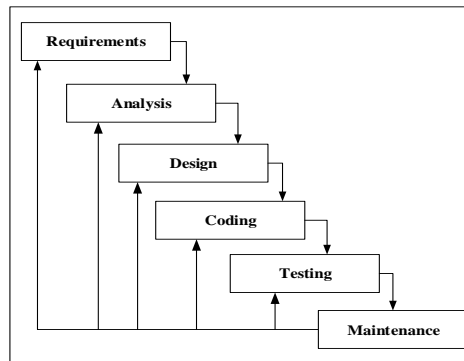 Requirements
Analysis
Design
Coding
Testing
Maintenance